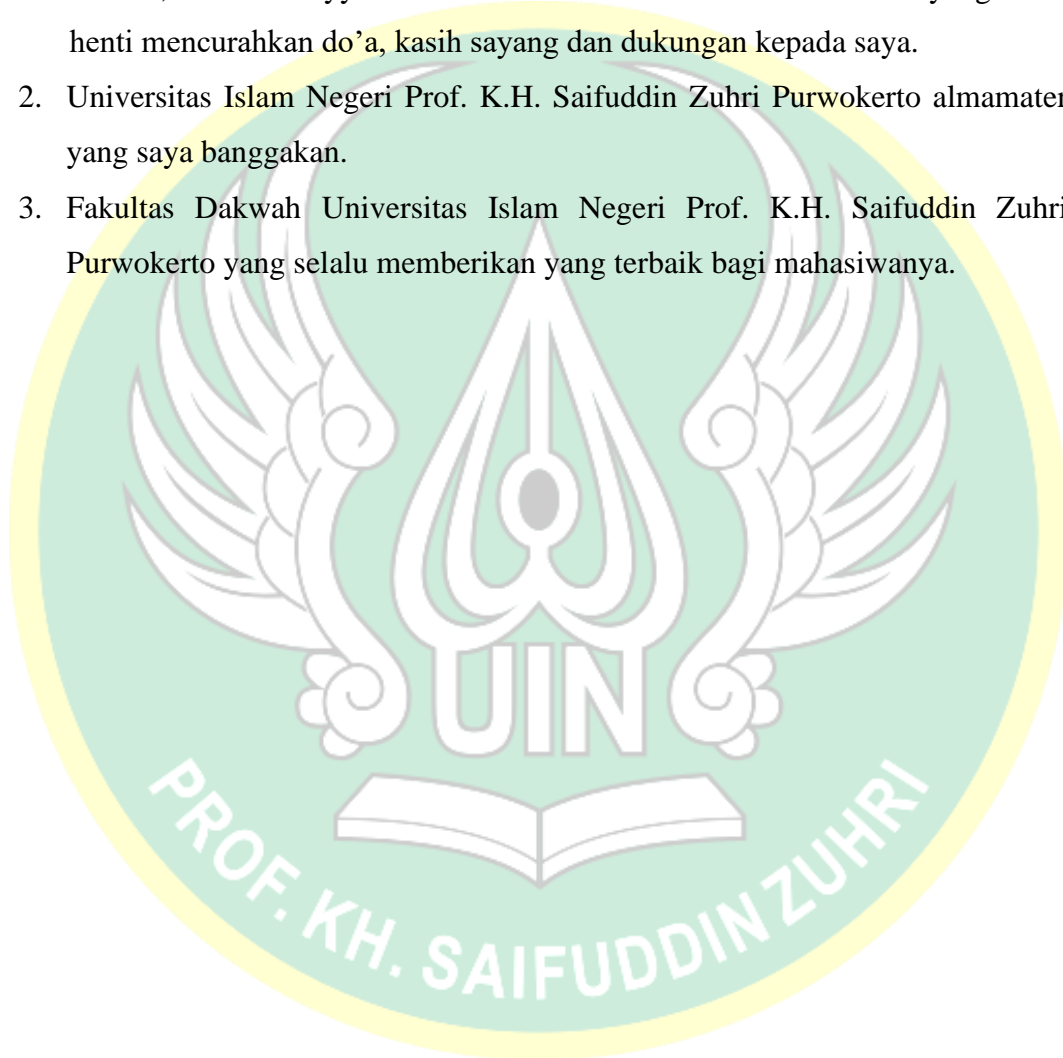 henti mencurahkan do’a, kasih sayang dan dukungan kepada saya.
2. Universitas Islam Negeri Prof. K.H. Saifuddin Zuhri Purwokerto almamater
yang saya banggakan.
3. Fakultas Dakwah Universitas Islam Negeri Prof. K.H. Saifuddin Zuhri
Purwokerto yang selalu memberikan yang terbaik bagi mahasiwanya.
UIN
PROF. KH. SAIFUDDIN ZUHRI